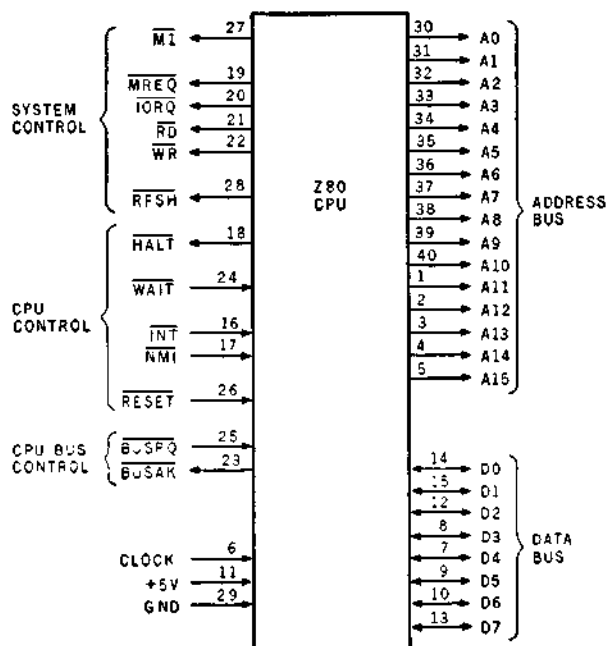 27
M1
19
MREQ
20
IORQ
21
RD
22
WR
28
RFSH
SYSTEM
CONTROL
18
HALT
24
WAIT
16
INT
17
NMI
26
RESET
CPU
CONTROL
25
BUSRQ
23
BUSAK
CPU BUS
CONTROL
6
CLOCK
11
+5V
29
GND
Z80
CPU
30 A0
31 A1
32 A2
33 A3
34 A4
35 A5
36 A6
37 A7
38 A8
39 A9
40 A10
1 A11
2 A12
3 A13
4 A14
5 A15
ADDRESS
BUS
14 D0
15 D1
12 D2
8 D3
7 D4
9 D5
10 D6
13 D7
DATA
BUS